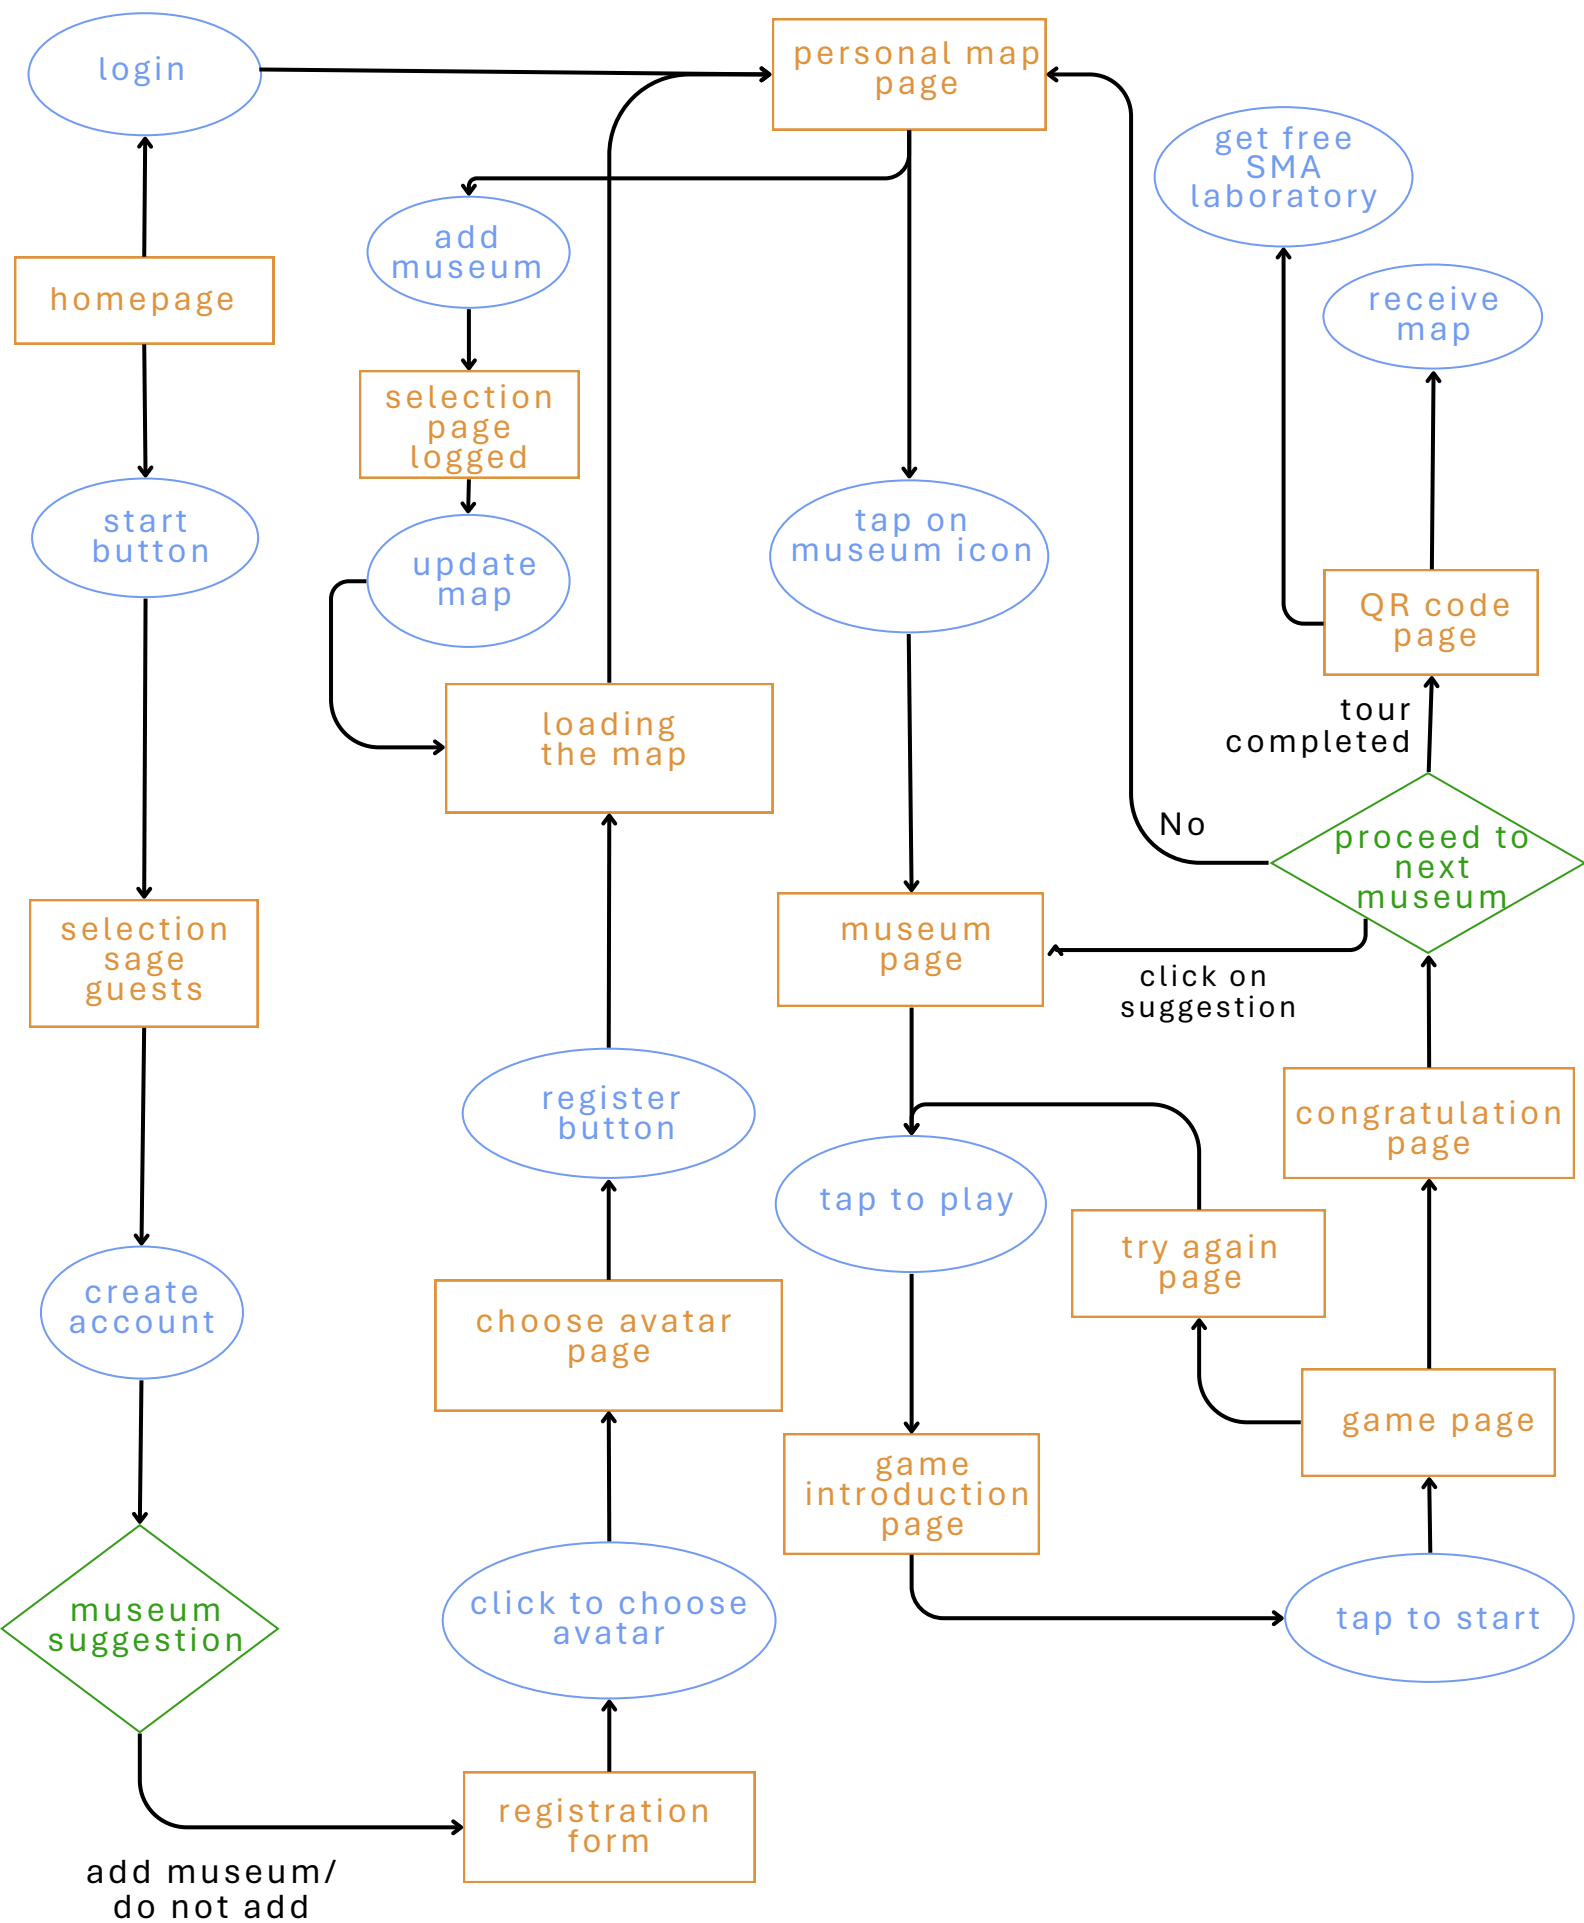 login
homepage
start
button
selection
sage
guests
create
account
museum
suggestion
add museum/
do not add
add
museum
selection
page
logged
update
map
loading
the map
register
button
choose avatar
page
click to choose
avatar
registration
form
personal map
page
tap on
museum icon
museum
page
tap to play
game
introduction
page
get free
SMA
laboratory
receive
map
QR code
page
tour
completed
No
proceed to
next
museum
click on
suggestion
congratulation
page
try again
page
game page
tap to start